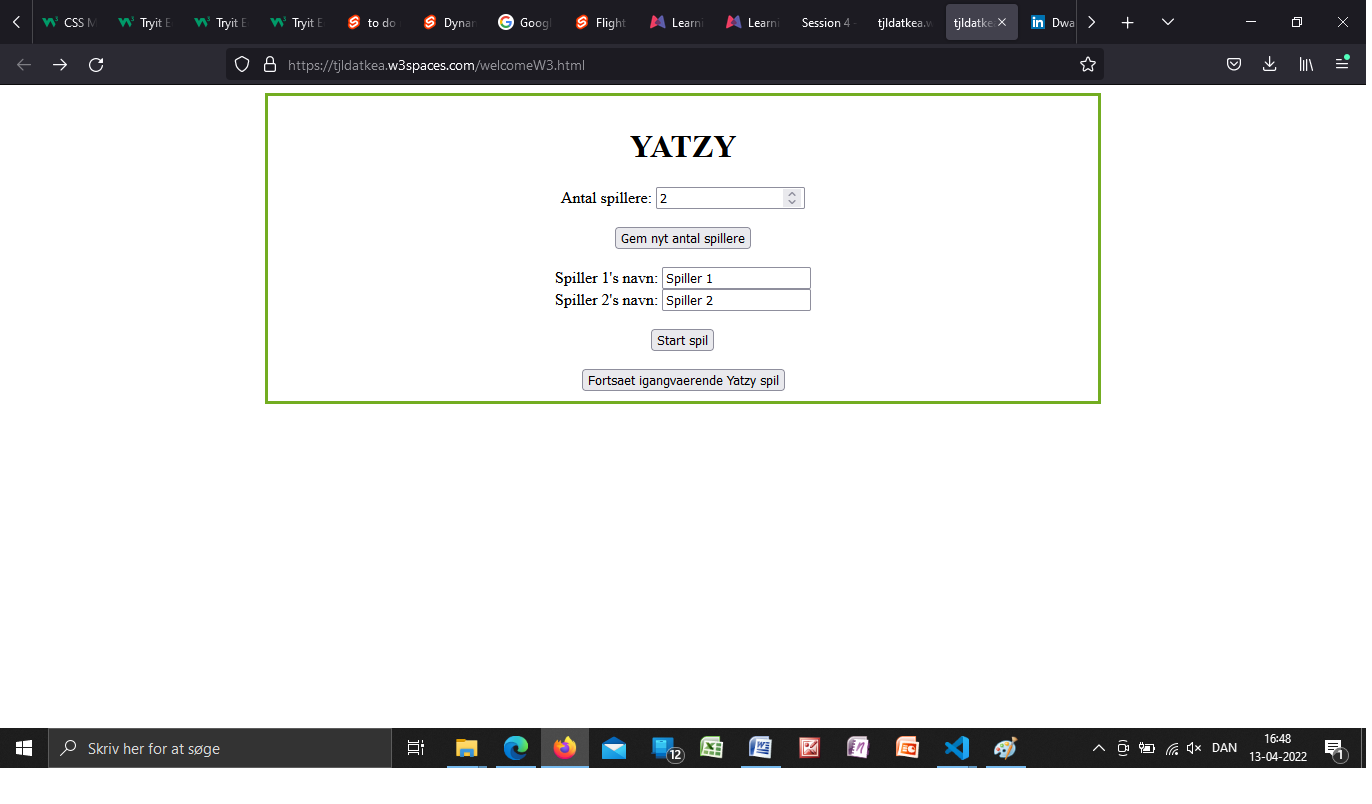 CSS M Tryit E Tryit E Tryit E to do Dynan Googl Flight Learni Learni Session 4 - tjldatkea.w tjldatkea Dwa
https://tjldatkea.w3spaces.com/welcomeW3.html
YATZY
Antal spillere: 2
Gem nyt antal spillere
Spiller 1's navn: Spiller 1
Spiller 2's navn: Spiller 2
Start spil
Fortsaet igangvaerende Yatzy spil
Skriv her for at søge
12
DAN
16:48
13-04-2022
1